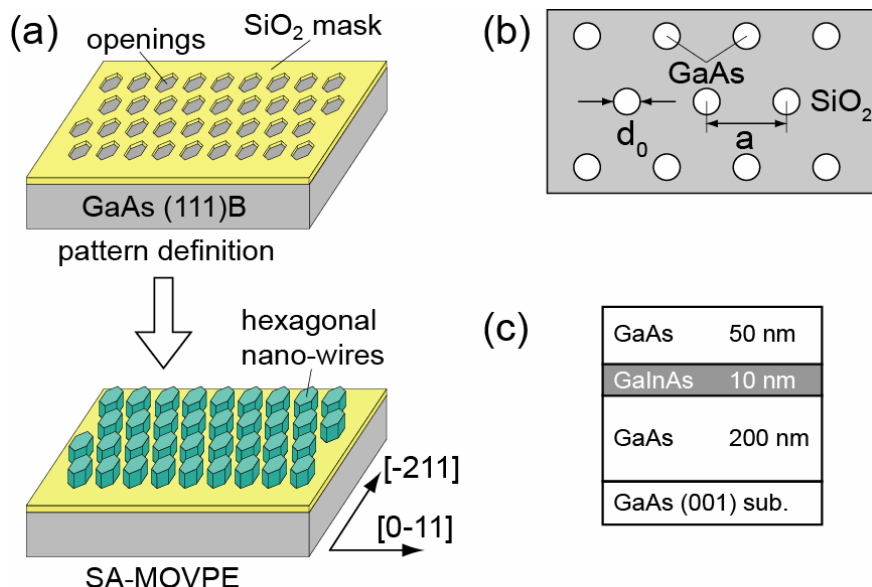 (a)
openings
SiO₂ mask
GaAs (111)B
pattern definition
hexagonal
nano-wires
[-211]
[0-11]
SA-MOVPE
(b)
GaAs
SiO₂
d₀
a
(c)
GaAs 50 nm
GaInAs 10 nm
GaAs 200 nm
GaAs (001) sub.